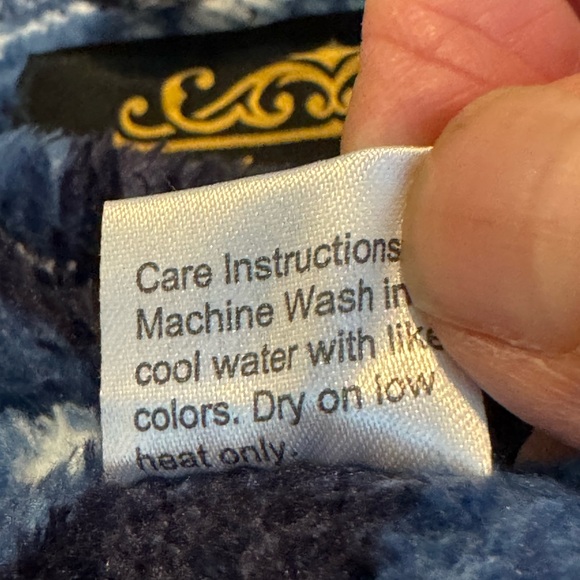 Care Instructions
Machine Wash in
cool water with like
colors. Dry on low
heat only.